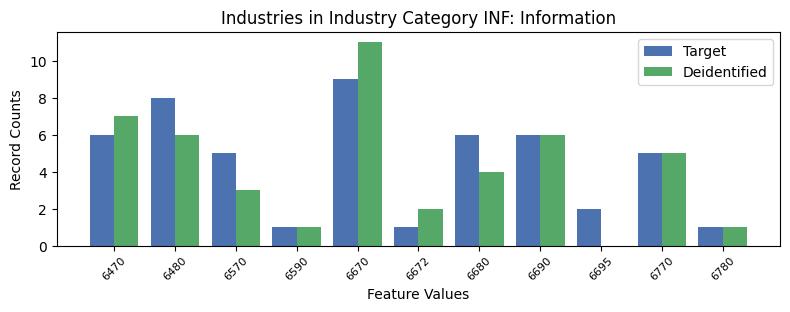 Industries in Industry Category INF: Information
Target
Deidentified
Record Counts
10
8
6
4
2
0
6470 6480 6570 6590 6670 6672 6680 6690 6695 6770 6780
Feature Values